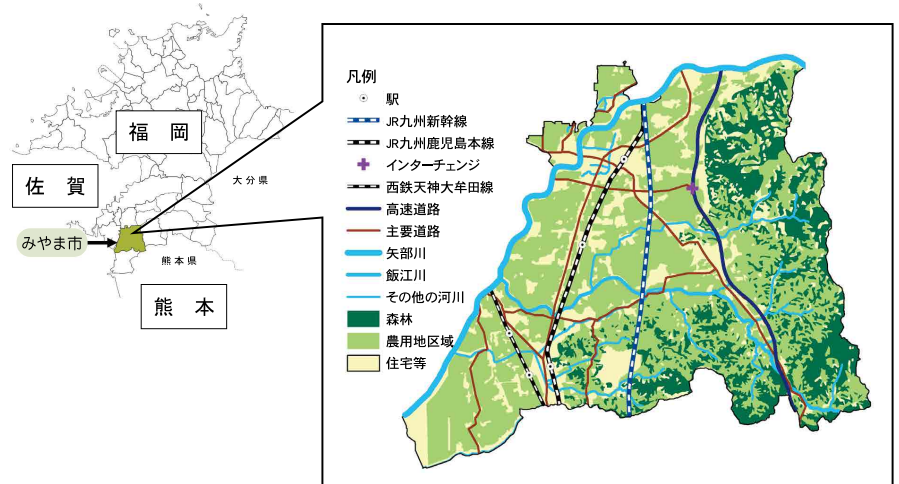 福　岡
佐　賀
大分県
みやま市
熊本県
熊　本
凡例
駅
JR九州新幹線
JR九州鹿児島本線
インターチェンジ
西鉄天神大牟田線
高速道路
主要道路
矢部川
飯江川
その他の河川
森林
農用地区域
住宅等